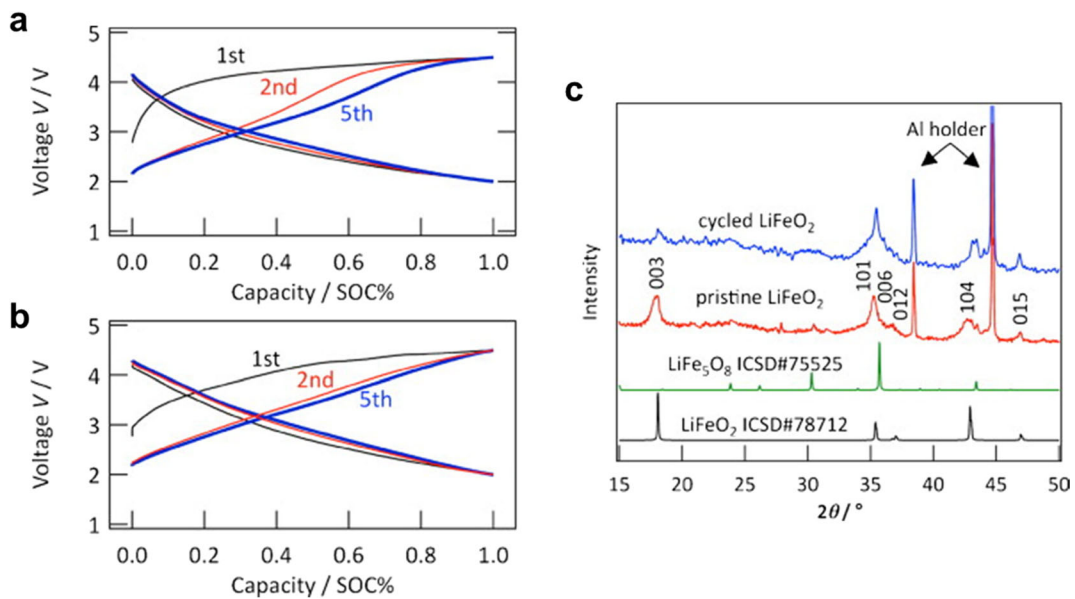 a
5
4
3
2
1
Voltage V / V
1st
2nd
5th
0.0 0.2 0.4 0.6 0.8 1.0
Capacity / SOC%
b
5
4
3
2
1
Voltage V / V
1st
2nd
5th
0.0 0.2 0.4 0.6 0.8 1.0
Capacity / SOC%
c
Intensity
Al holder
cycled LiFeO₂
003
101
006
012
104
015
pristine LiFeO₂
LiFe₅O₈ ICSD#75525
LiFeO₂ ICSD#78712
15 20 25 30 35 40 45 50
2θ/°